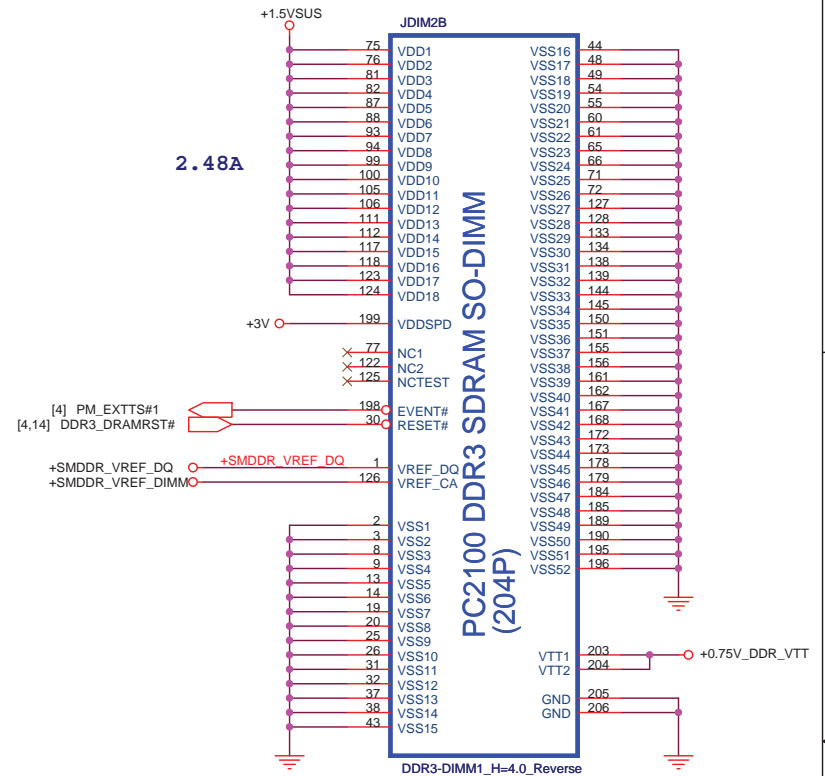 +1.5VSUS
JDIM2B
75 VDD1
76 VDD2
81 VDD3
82 VDD4
87 VDD5
88 VDD6
93 VDD7
94 VDD8
99 VDD9
100 VDD10
105 VDD11
106 VDD12
111 VDD13
112 VDD14
117 VDD15
118 VDD16
123 VDD17
124 VDD18
2.48A
+3V 199 VDDSPD
77 NC1
122 NC2
125 NCTEST
[4] PM_EXTTS#1 198 EVENT#
[4,14] DDR3_DRAMRST# 30 RESET#
+SMDDR_VREF_DQ +SMDDR_VREF_DQ 1 VREF_DQ
+SMDDR_VREF_DIMM 126 VREF_CA
2 VSS1
3 VSS2
8 VSS3
9 VSS4
13 VSS5
14 VSS6
19 VSS7
20 VSS8
25 VSS9
26 VSS10
31 VSS11
32 VSS12
37 VSS13
38 VSS14
43 VSS15
PC2100 DDR3 SDRAM SO-DIMM
(204P)
VSS16 44
VSS17 48
VSS18 49
VSS19 54
VSS20 55
VSS21 60
VSS22 61
VSS23 65
VSS24 66
VSS25 71
VSS26 72
VSS27 127
VSS28 128
VSS29 133
VSS30 134
VSS31 138
VSS32 139
VSS33 144
VSS34 145
VSS35 150
VSS36 151
VSS37 155
VSS38 156
VSS39 161
VSS40 162
VSS41 167
VSS42 168
VSS43 172
VSS44 173
VSS45 178
VSS46 179
VSS47 184
VSS48 185
VSS49 189
VSS50 190
VSS51 195
VSS52 196
VTT1 203 +0.75V_DDR_VTT
VTT2 204
GND 205
GND 206
DDR3-DIMM1_H=4.0_Reverse